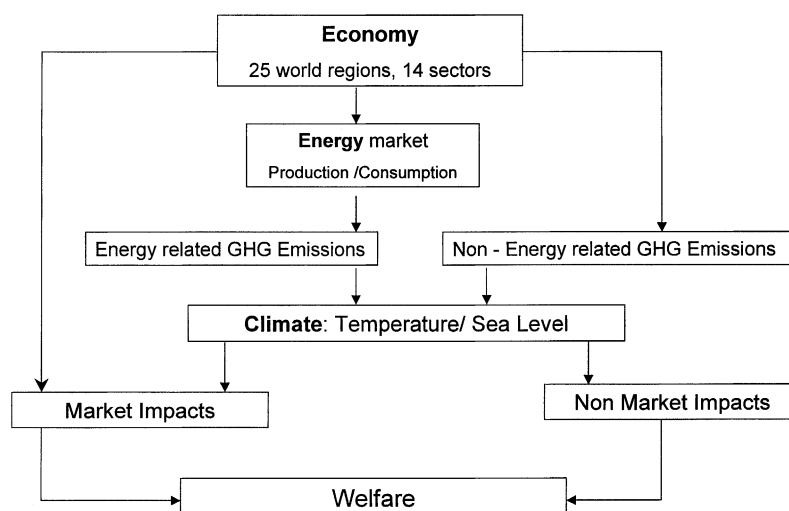 Economy
25 world regions, 14 sectors
Energy market
Production /Consumption
Energy related GHG Emissions
Non - Energy related GHG Emissions
Climate: Temperature/ Sea Level
Market Impacts
Non Market Impacts
Welfare